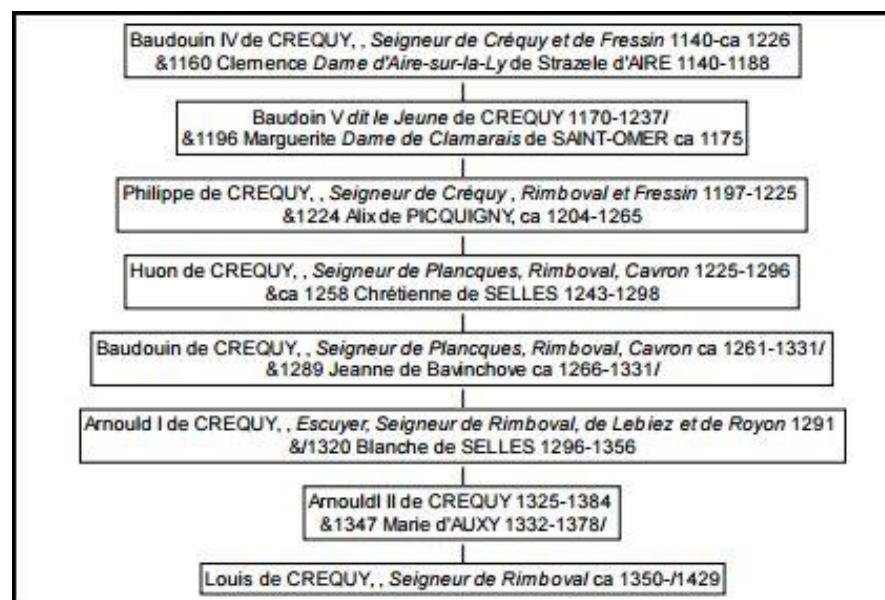 Baudouin IV de CREQUY, , Seigneur de Créquy et de Fressin 1140-ca 1226
&1160 Clemence Dame d'Aire-sur-la-Ly de Strazele d'AIRE 1140-1188
Baudoin V dit le Jeune de CREQUY 1170-1237/
&1196 Marguerite Dame de Clamarais de SAINT-OMER ca 1175
Philippe de CREQUY, , Seigneur de Créquy , Rimboval et Fressin 1197-1225
&1224 Alix de PICQUIGNY, ca 1204-1265
Huon de CREQUY, , Seigneur de Plancques, Rimboval, Cavron 1225-1296
&ca 1258 Chrétienne de SELLES 1243-1298
Baudouin de CREQUY, , Seigneur de Plancques, Rimboval, Cavron ca 1261-1331/
&1289 Jeanne de Bavinchove ca 1266-1331/
Arnould I de CREQUY, , Escuyer, Seigneur de Rimboval, de Lebiez et de Royon 1291
&/1320 Blanche de SELLES 1296-1356
Arnouldl II de CREQUY 1325-1384
&1347 Marie d'AUXY 1332-1378/
Louis de CREQUY, , Seigneur de Rimboval ca 1350-/1429